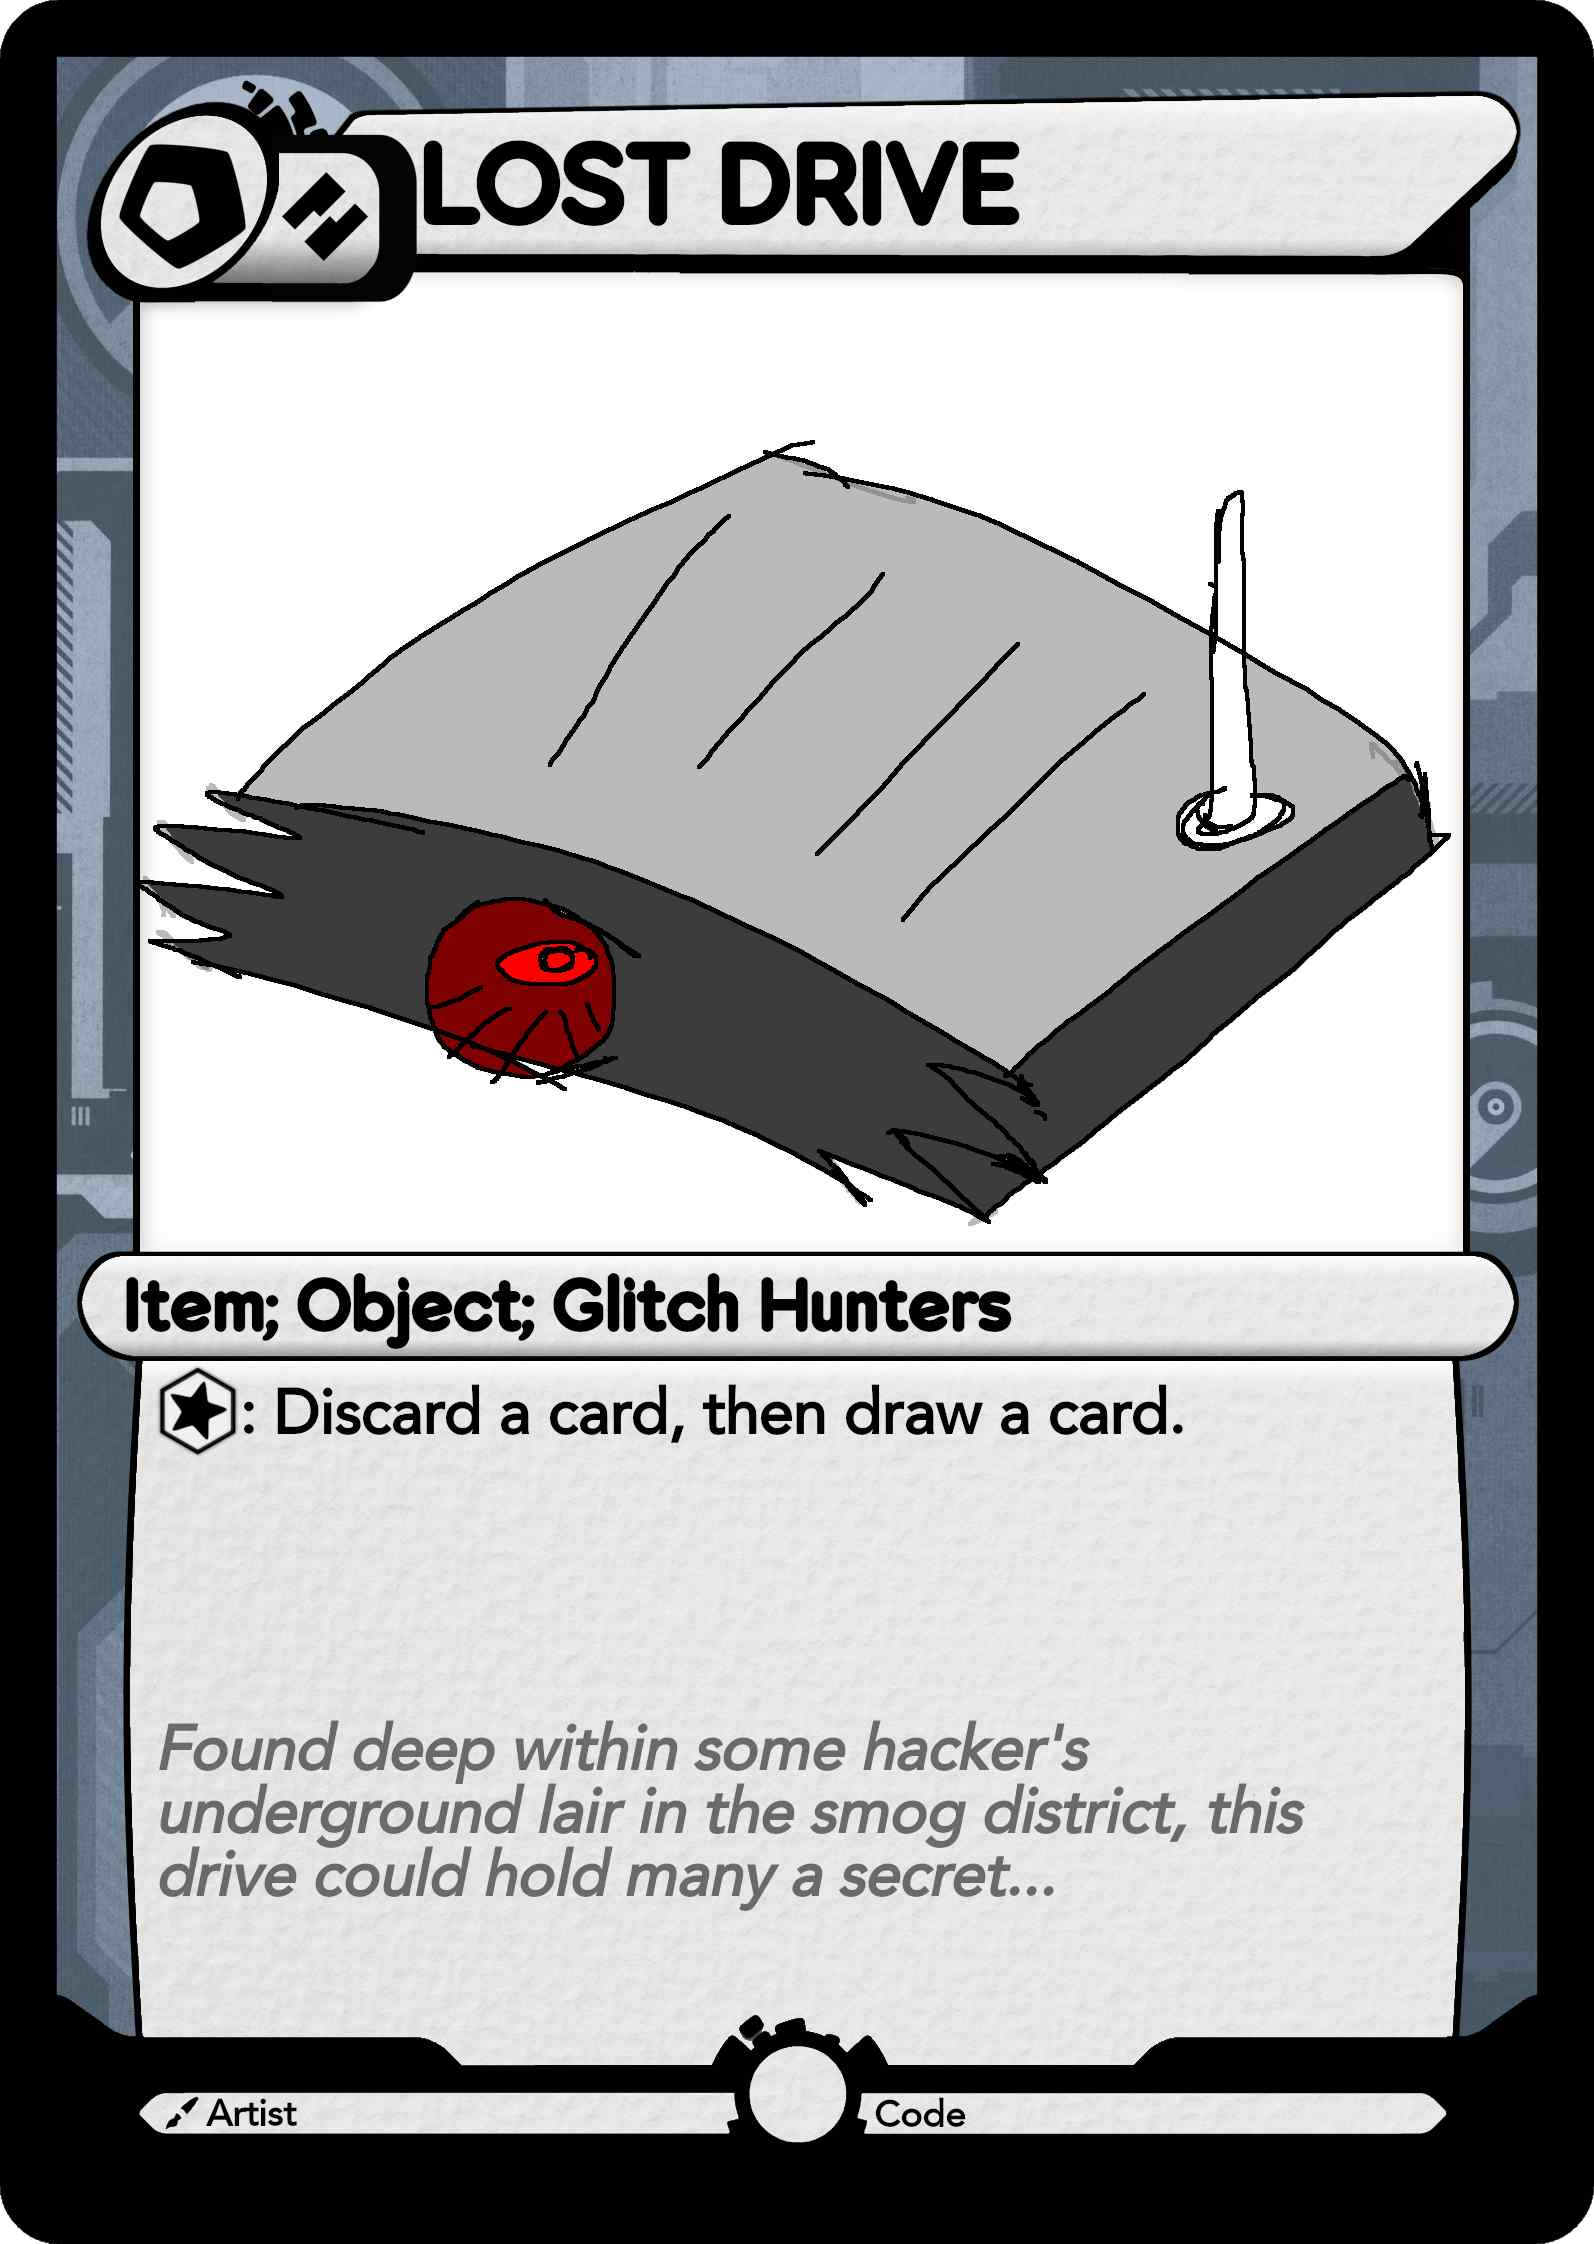 LOST DRIVE
Item; Object; Glitch Hunters
: Discard a card, then draw a card.
Found deep within some hacker's
underground lair in the smog district, this
drive could hold many a secret...
Artist
Code